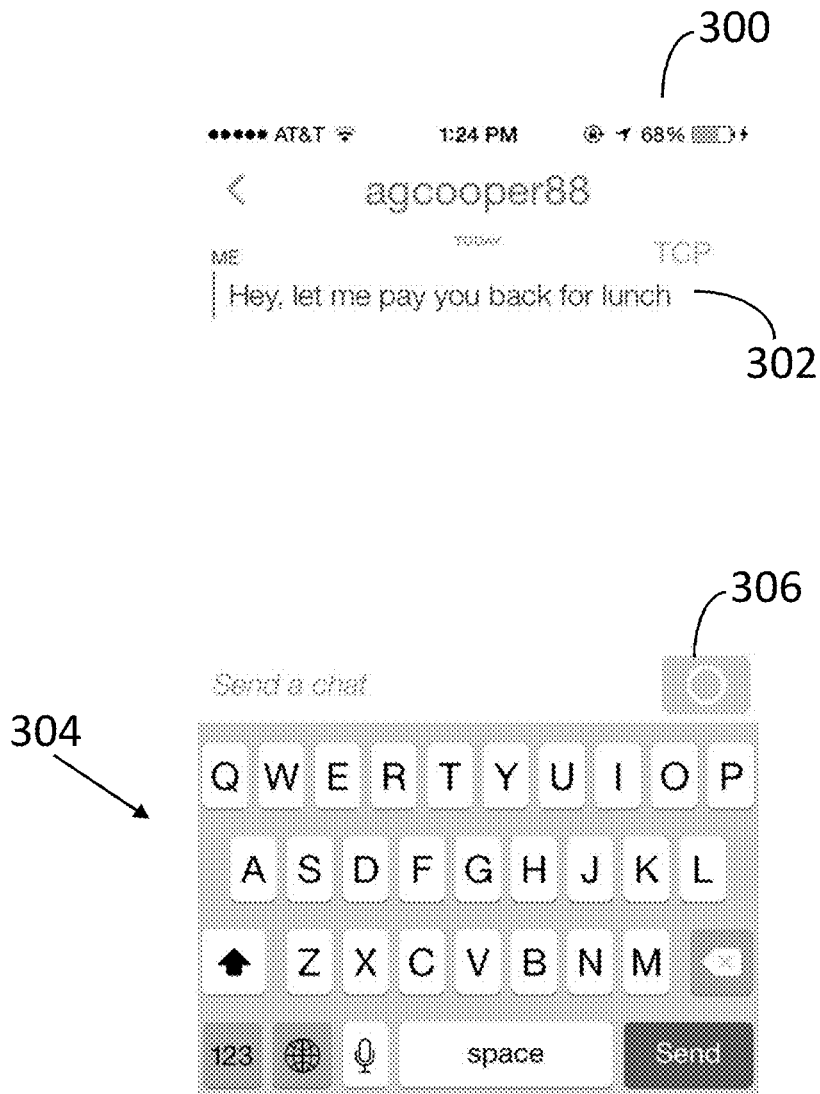 300
AT&T 1:24 PM 68%
agcooper88
TODAY
ME TCP
Hey, let me pay you back for lunch
302
306
Send a chat
304
Q W E R T Y U I O P
A S D F G H J K L
Z X C V B N M
123 space Send